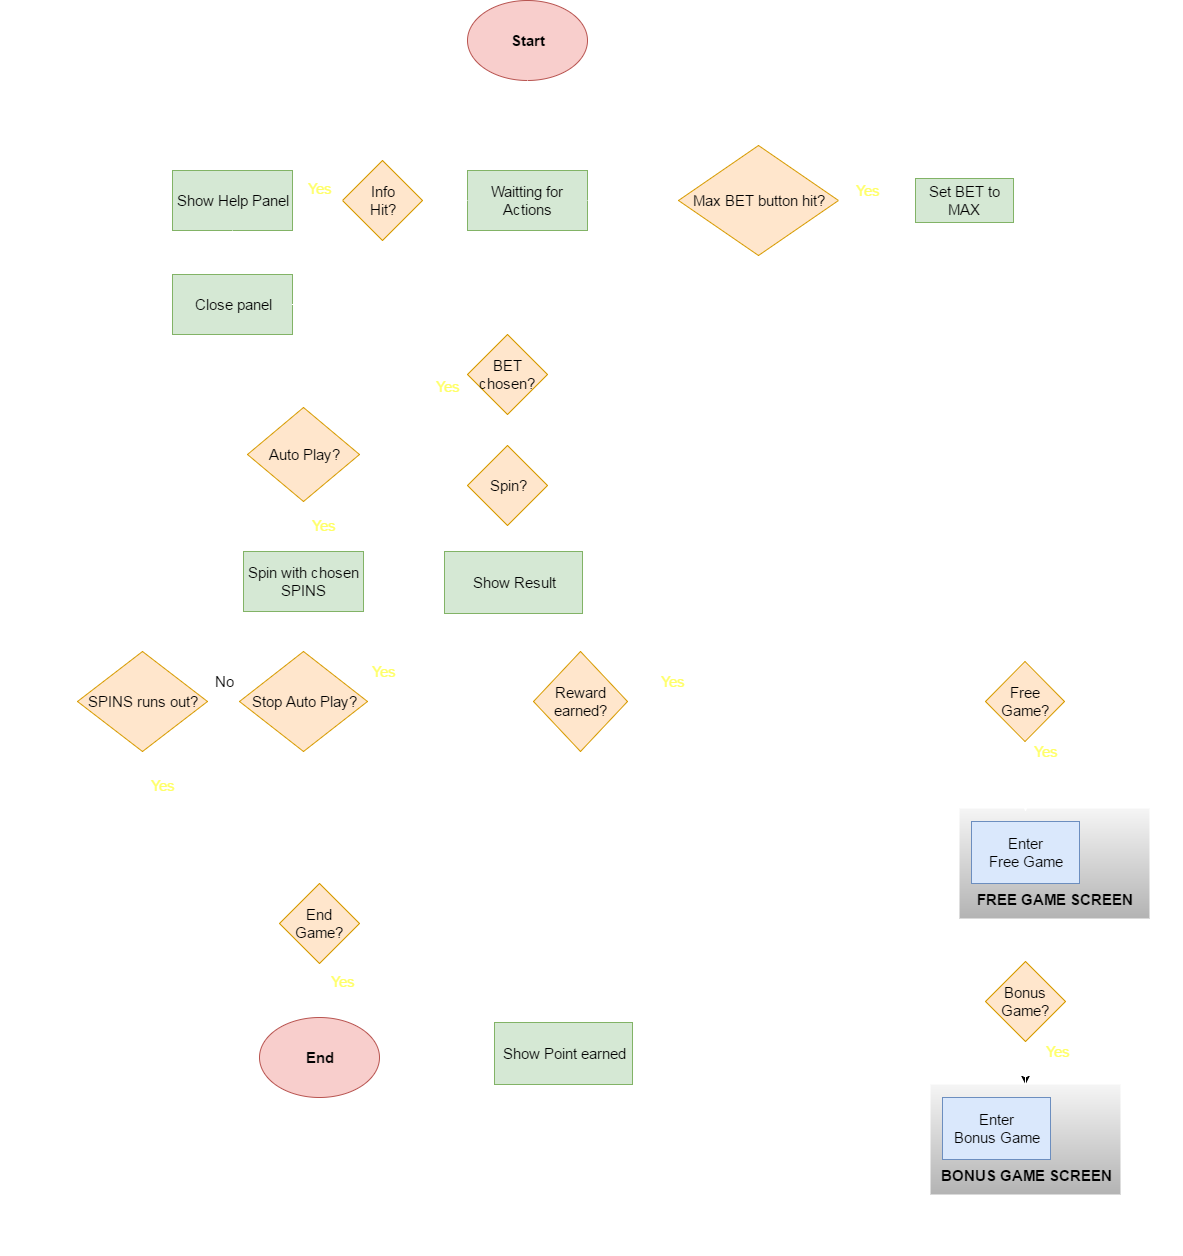 Start
Show Help Panel
Yes
Info
Hit?
Waitting for
Actions
Max BET button hit?
Yes
Set BET to
MAX
Close panel
BET
chosen?
Yes
Auto Play?
Spin?
Yes
Spin with chosen
SPINS
Show Result
SPINS runs out?
No
Stop Auto Play?
Yes
Reward
earned?
Yes
Free
Game?
Yes
Yes
Enter
Free Game
FREE GAME SCREEN
End
Game?
Yes
Bonus
Game?
Yes
End
Show Point earned
Enter
Bonus Game
BONUS GAME SCREEN